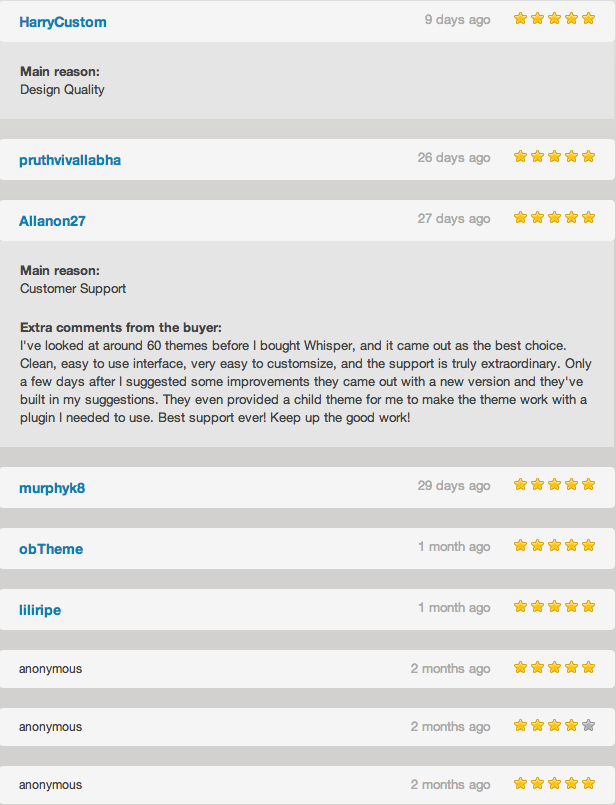 HarryCustom 9 days ago
Main reason:
Design Quality
pruthvivallabha 26 days ago
Allanon27 27 days ago
Main reason:
Customer Support
Extra comments from the buyer:
I've looked at around 60 themes before I bought Whisper, and it came out as the best choice.
Clean, easy to use interface, very easy to customsize, and the support is truly extraordinary. Only
a few days after I suggested some improvements they came out with a new version and they've
built in my suggestions. They even provided a child theme for me to make the theme work with a
plugin I needed to use. Best support ever! Keep up the good work!
murphyk8 29 days ago
obTheme 1 month ago
liliripe 1 month ago
anonymous 2 months ago
anonymous 2 months ago
anonymous 2 months ago